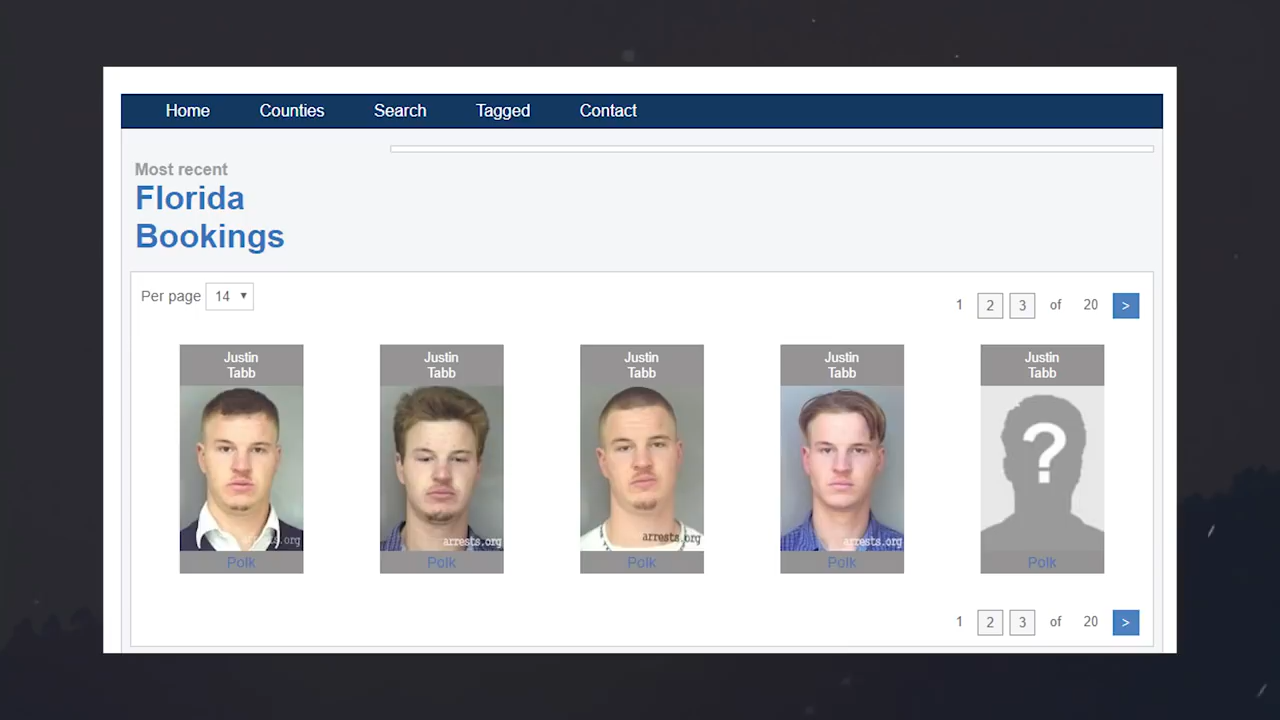 Home Counties Search Tagged Contact
Most recent
Florida
Bookings
Per page 14 ▼
1 2 3 of 20 >
Justin Justin Justin Justin Justin
Tabb Tabb Tabb Tabb Tabb
?
arrests.org arrests.org arrests.org
s.org
Polk Polk Polk Polk Polk
1 2 3 of 20 >